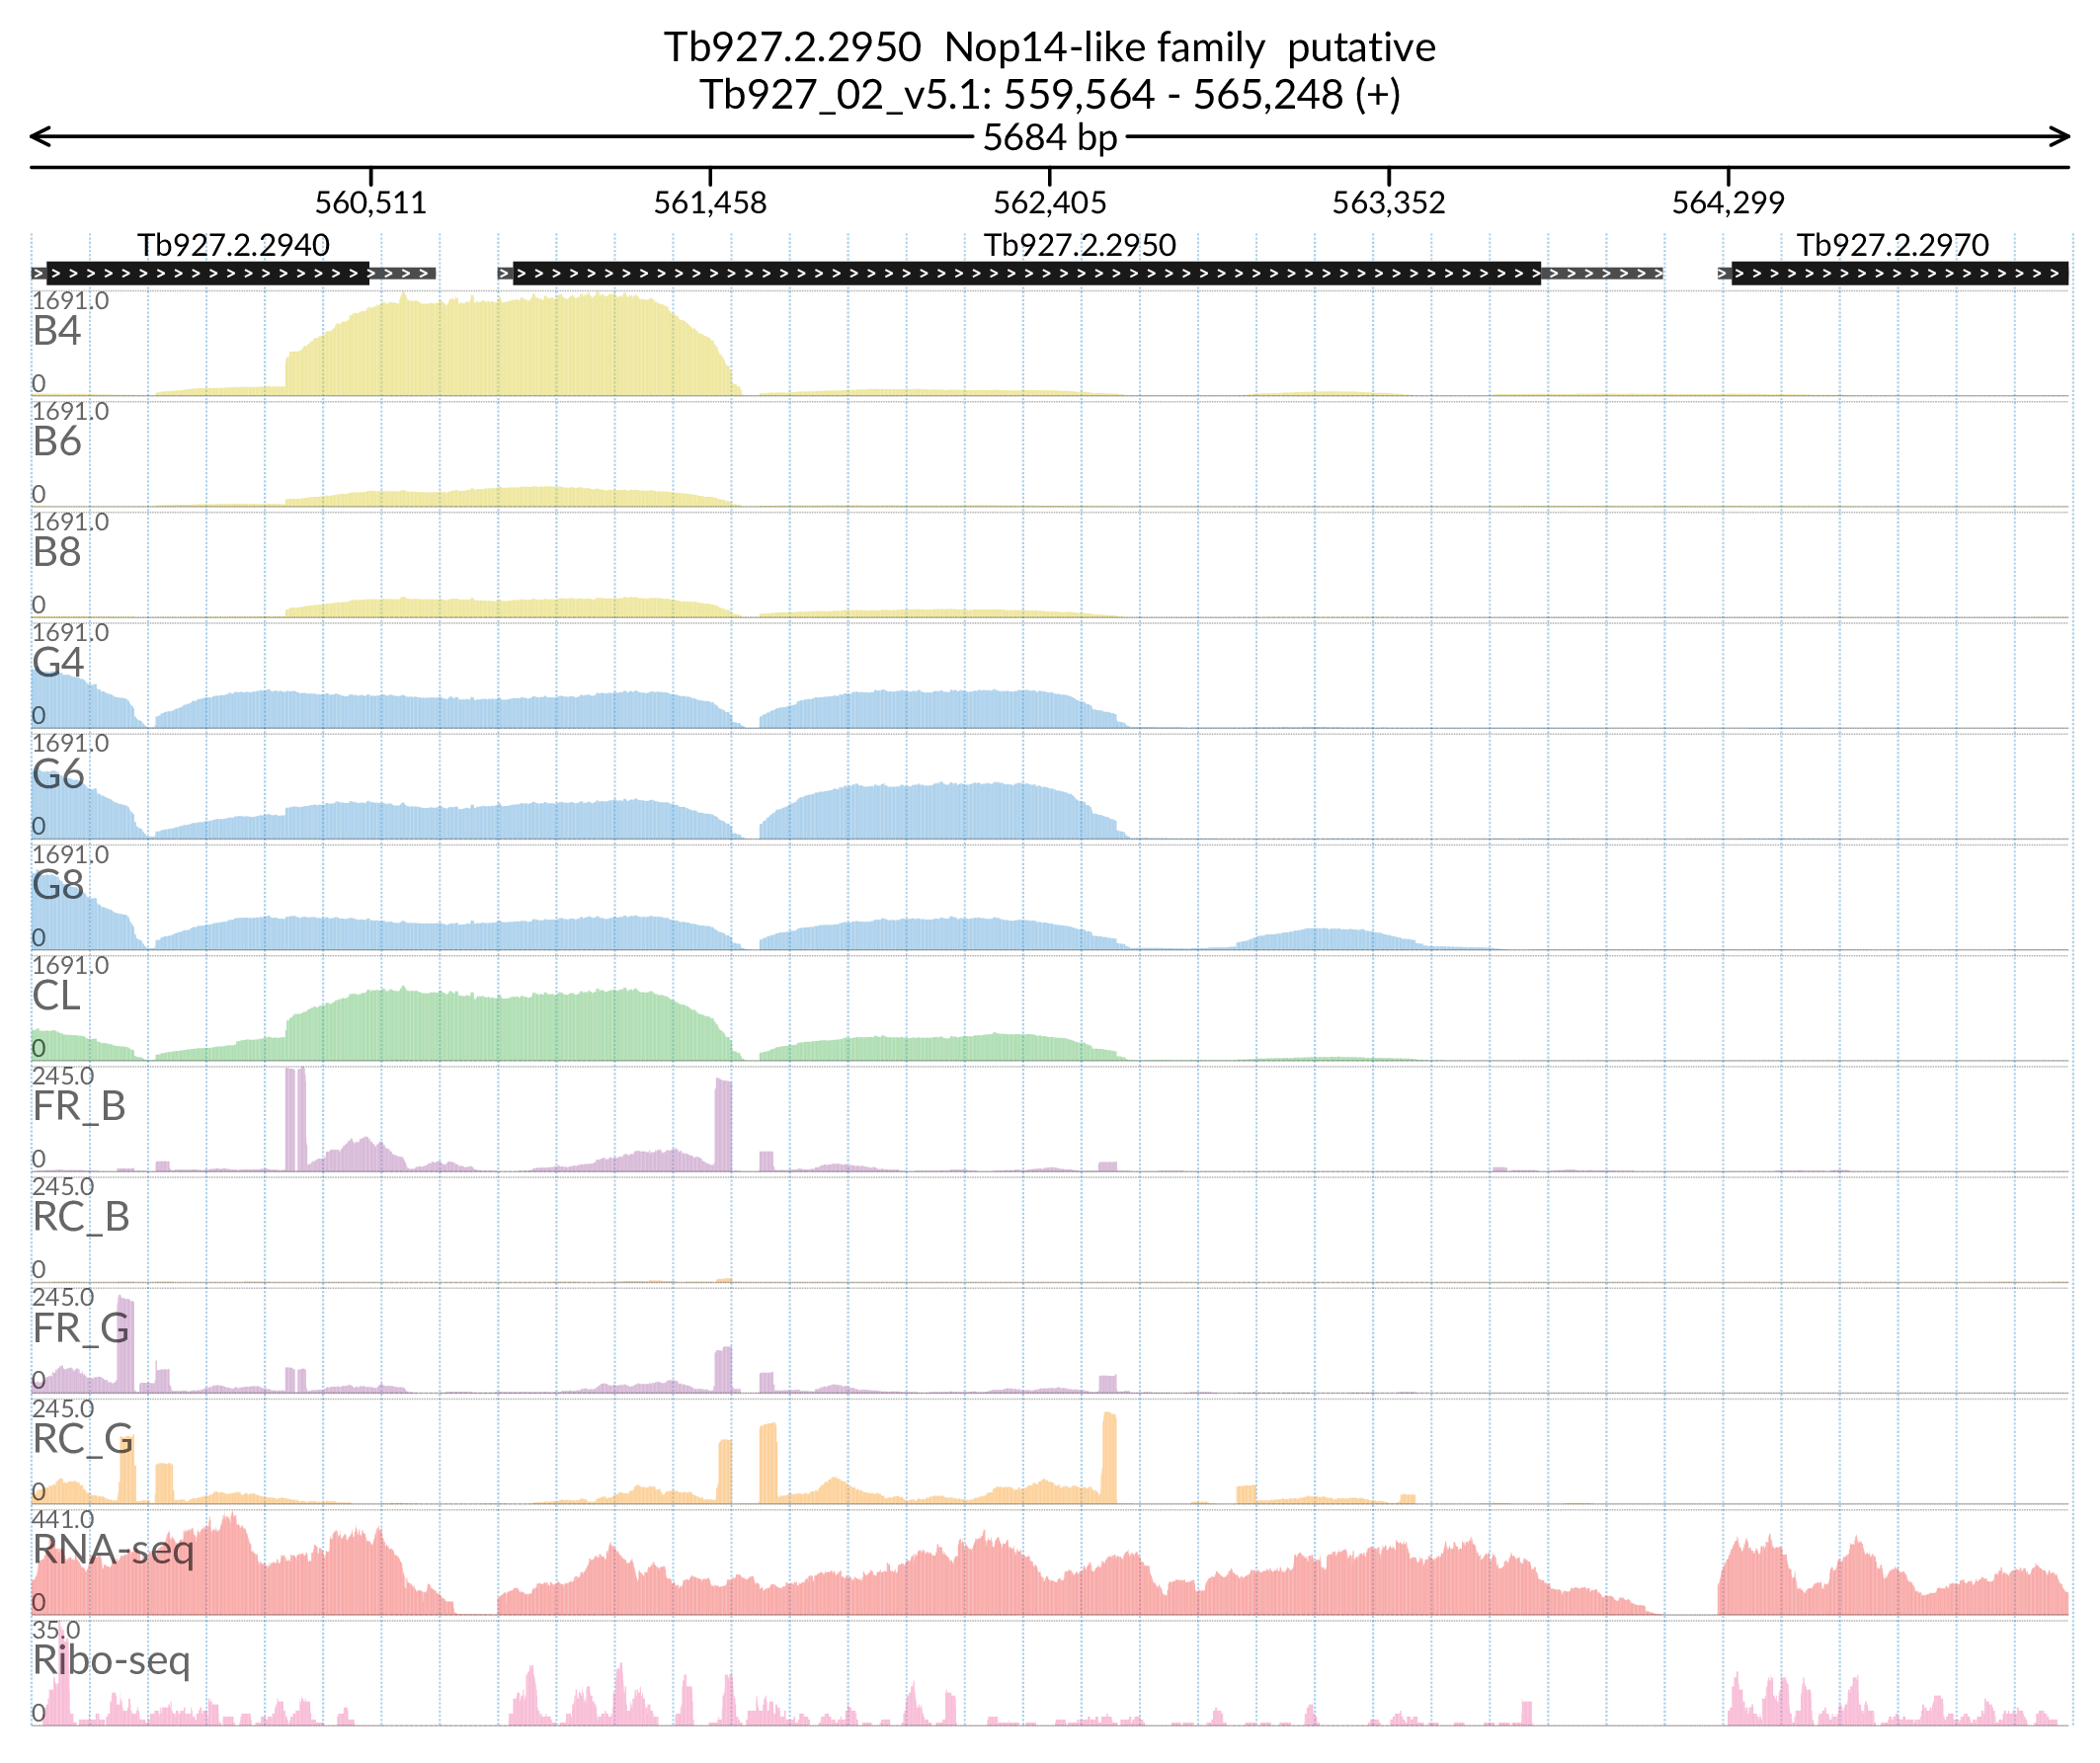 Tb927.2.2950  Nop14-like family  putative
Tb927_02_v5.1: 559,564 - 565,248 (+)
5684 bp
560,511 561,458 562,405 563,352 564,299
Tb927.2.2940 Tb927.2.2950 Tb927.2.2970
1691.0
B4
0
1691.0
B6
0
1691.0
B8
0
1691.0
G4
0
1691.0
G6
0
1691.0
G8
0
1691.0
CL
0
245.0
FR_B
0
245.0
RC_B
0
245.0
FR_G
0
245.0
RC_G
0
441.0
RNA-seq
0
35.0
Ribo-seq
0